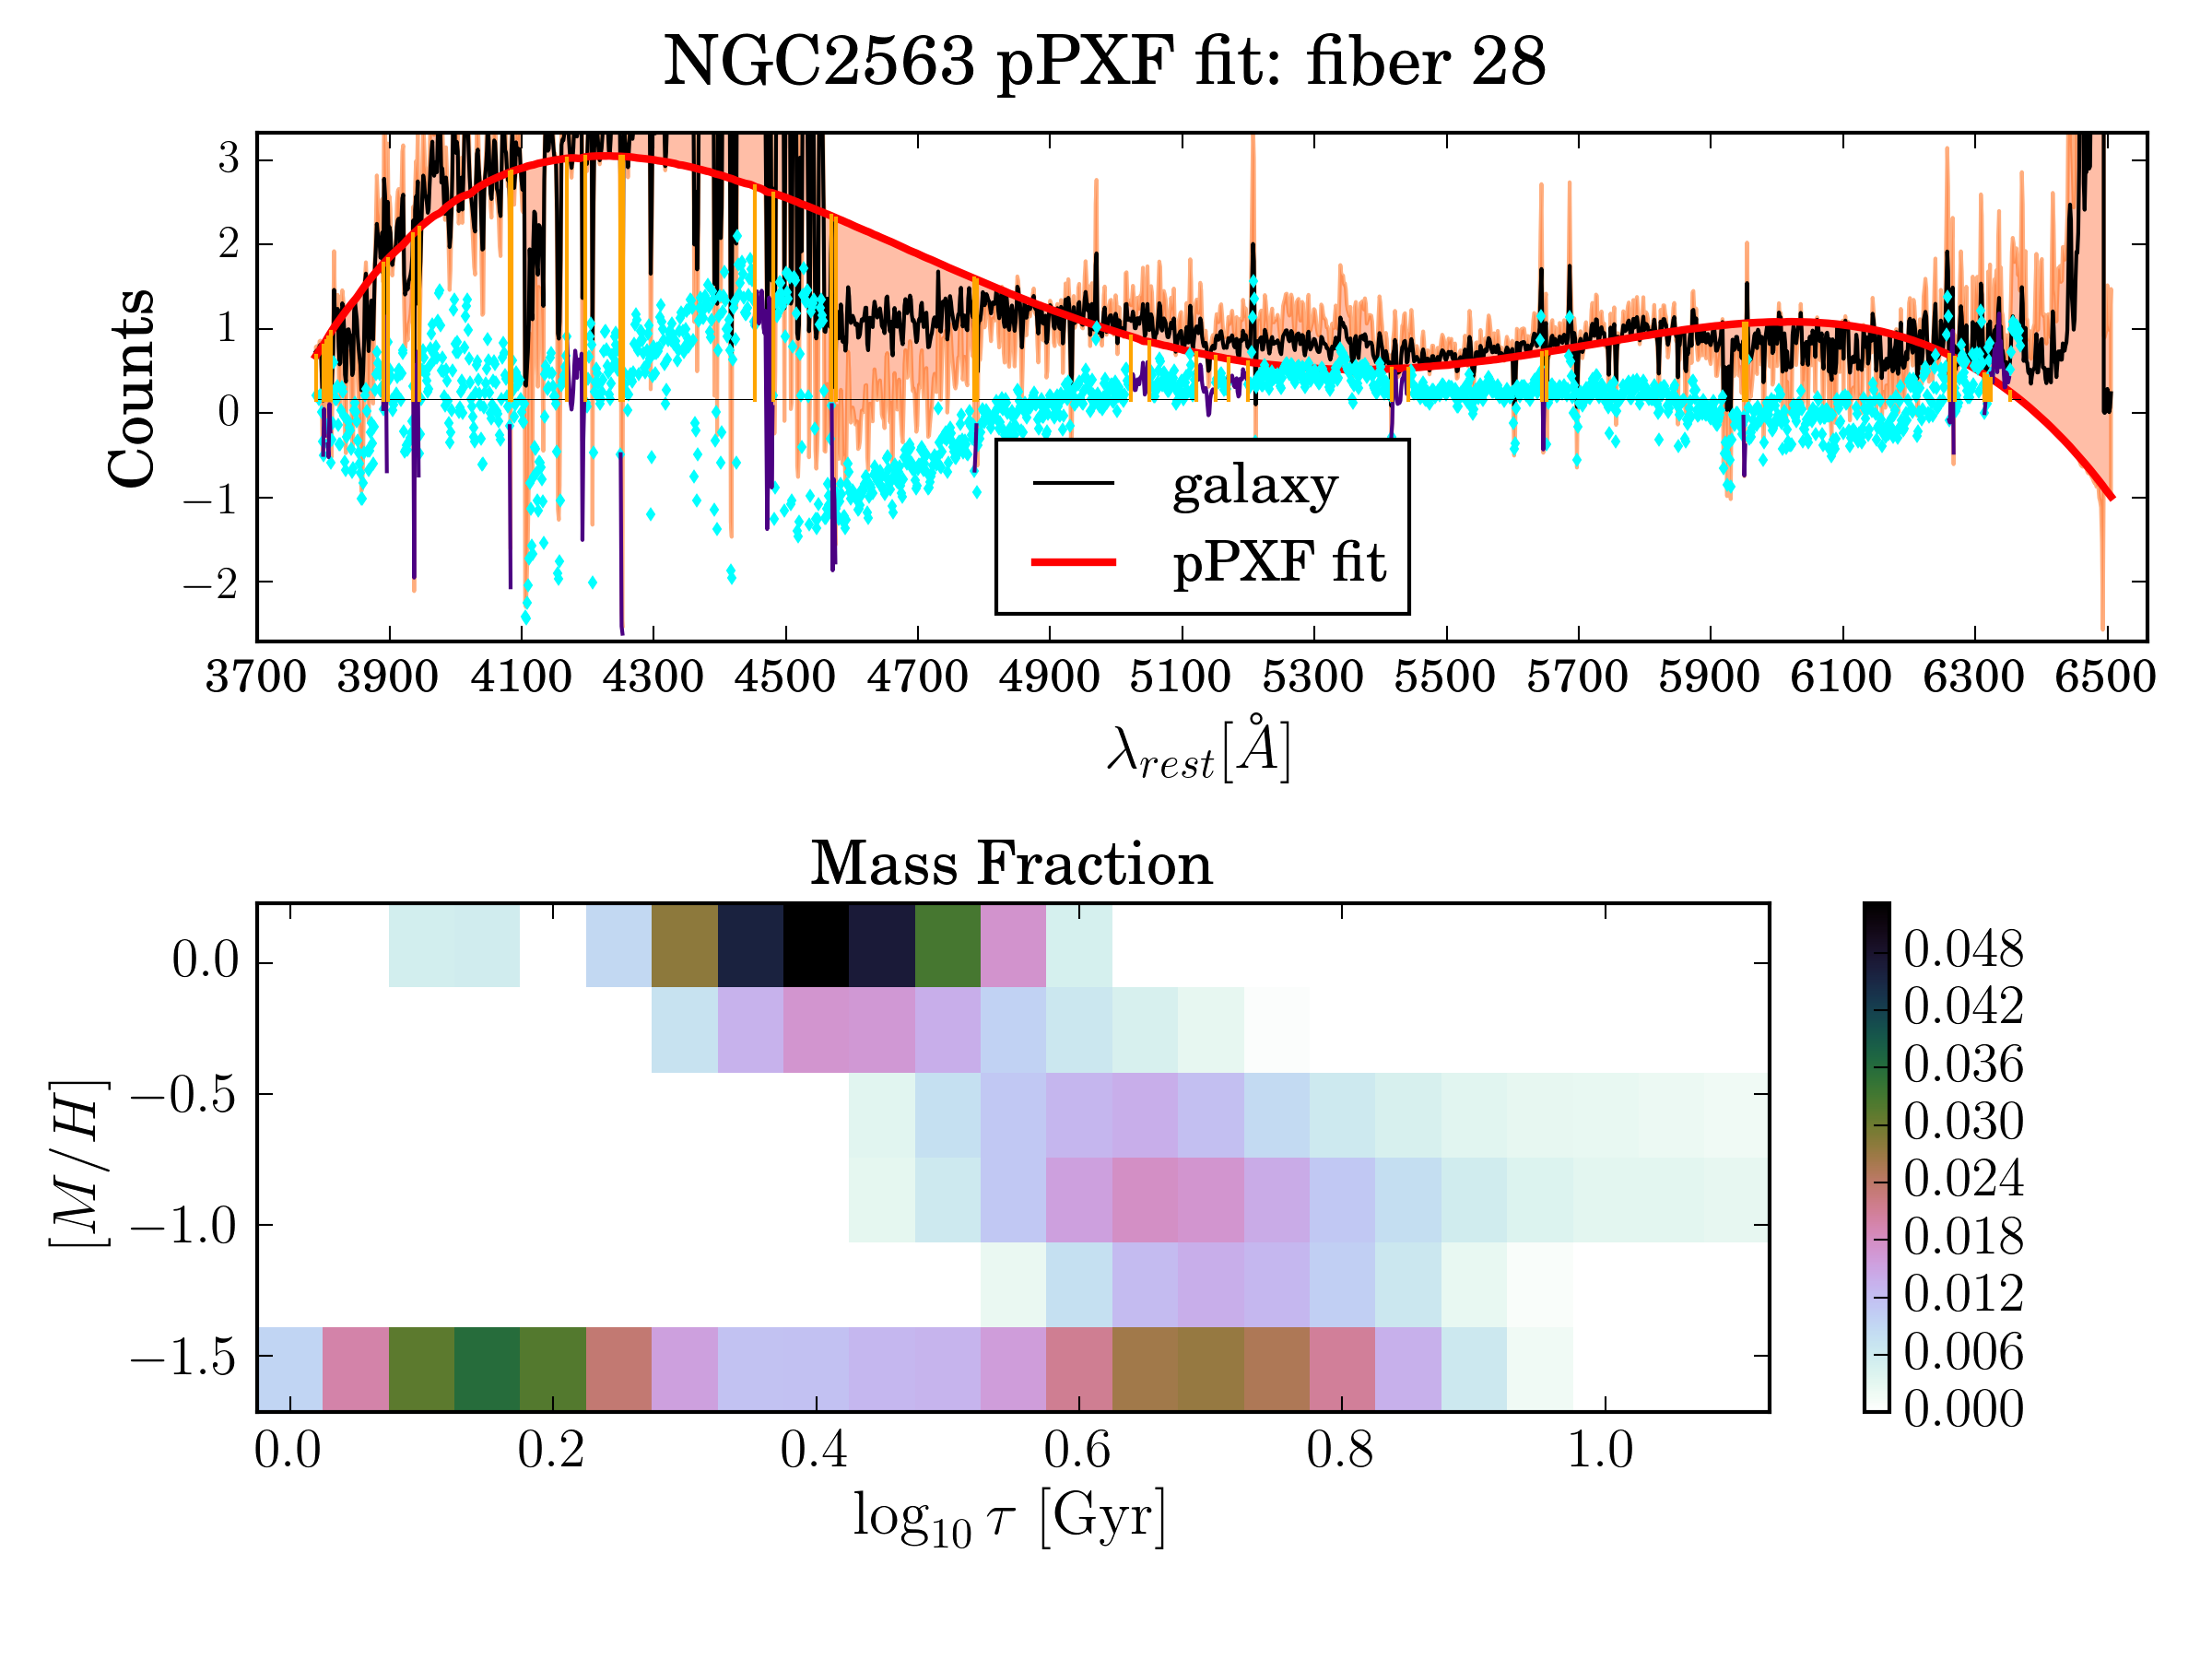 NGC2563 pPXF fit: fiber 28
3
2
1
0
−1
−2
Counts
galaxy
pPXF fit
3700 3900 4100 4300 4500 4700 4900 5100 5300 5500 5700 5900 6100 6300 6500
λrest[Å]
Mass Fraction
0.0
−0.5
−1.0
−1.5
[M/H]
0.0 0.2 0.4 0.6 0.8 1.0
log10 τ [Gyr]
0.048
0.042
0.036
0.030
0.024
0.018
0.012
0.006
0.000